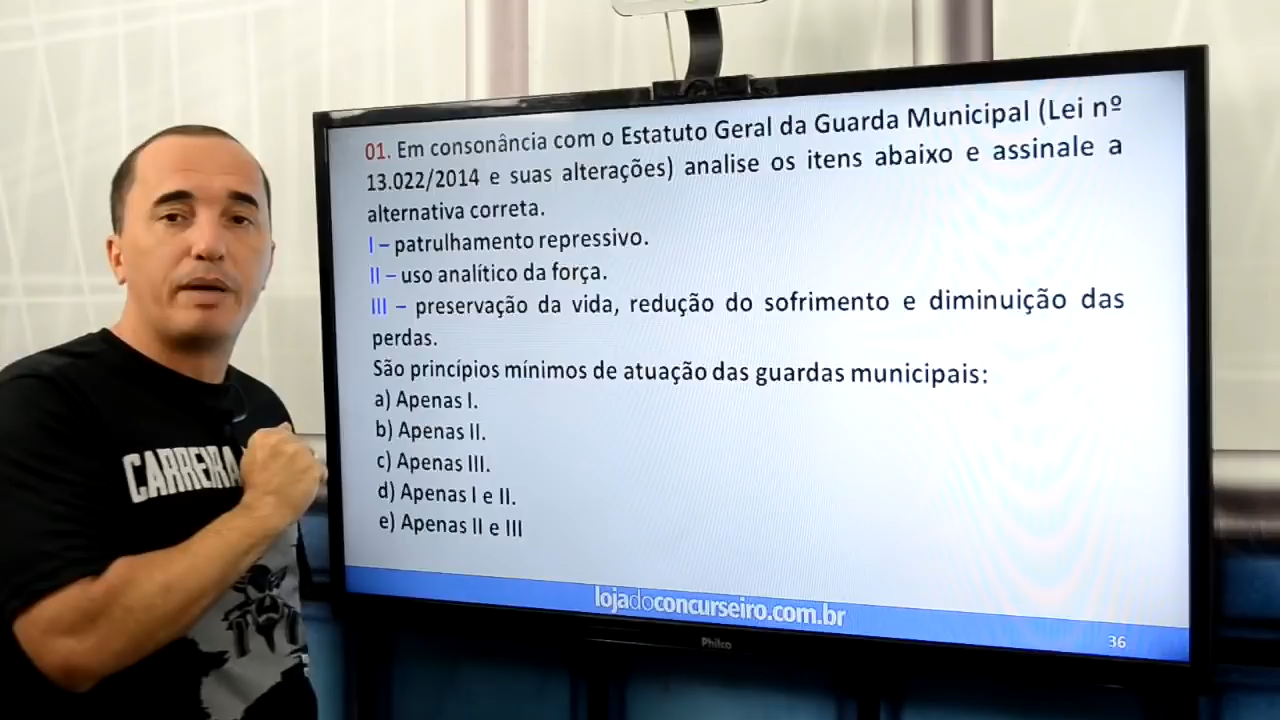 01. Em consonância com o Estatuto Geral da Guarda Municipal (Lei nº
13.022/2014 e suas alterações) analise os itens abaixo e assinale a
alternativa correta.
I – patrulhamento repressivo.
II – uso analítico da força.
III – preservação da vida, redução do sofrimento e diminuição das
perdas.
São princípios mínimos de atuação das guardas municipais:
a) Apenas I.
b) Apenas II.
c) Apenas III.
d) Apenas I e II.
e) Apenas II e III
lojadoconcurseiro.com.br
36
Philco
CARREIRA